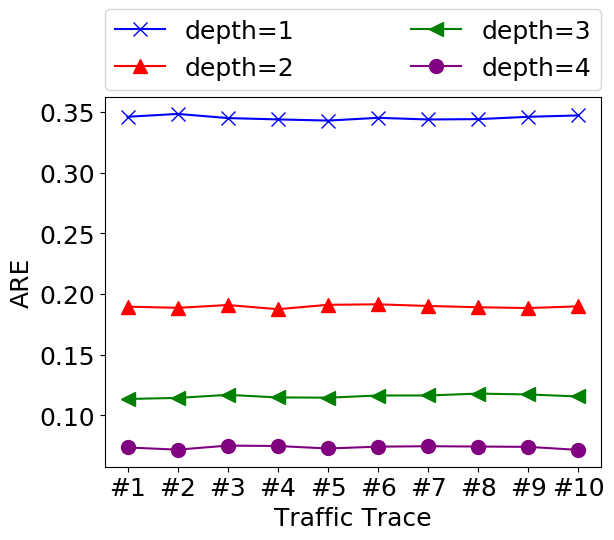 depth=1
depth=2
depth=3
depth=4
0.35
0.30
0.25
0.20
0.15
0.10
ARE
#1 #2 #3 #4 #5 #6 #7 #8 #9 #10
Traffic Trace